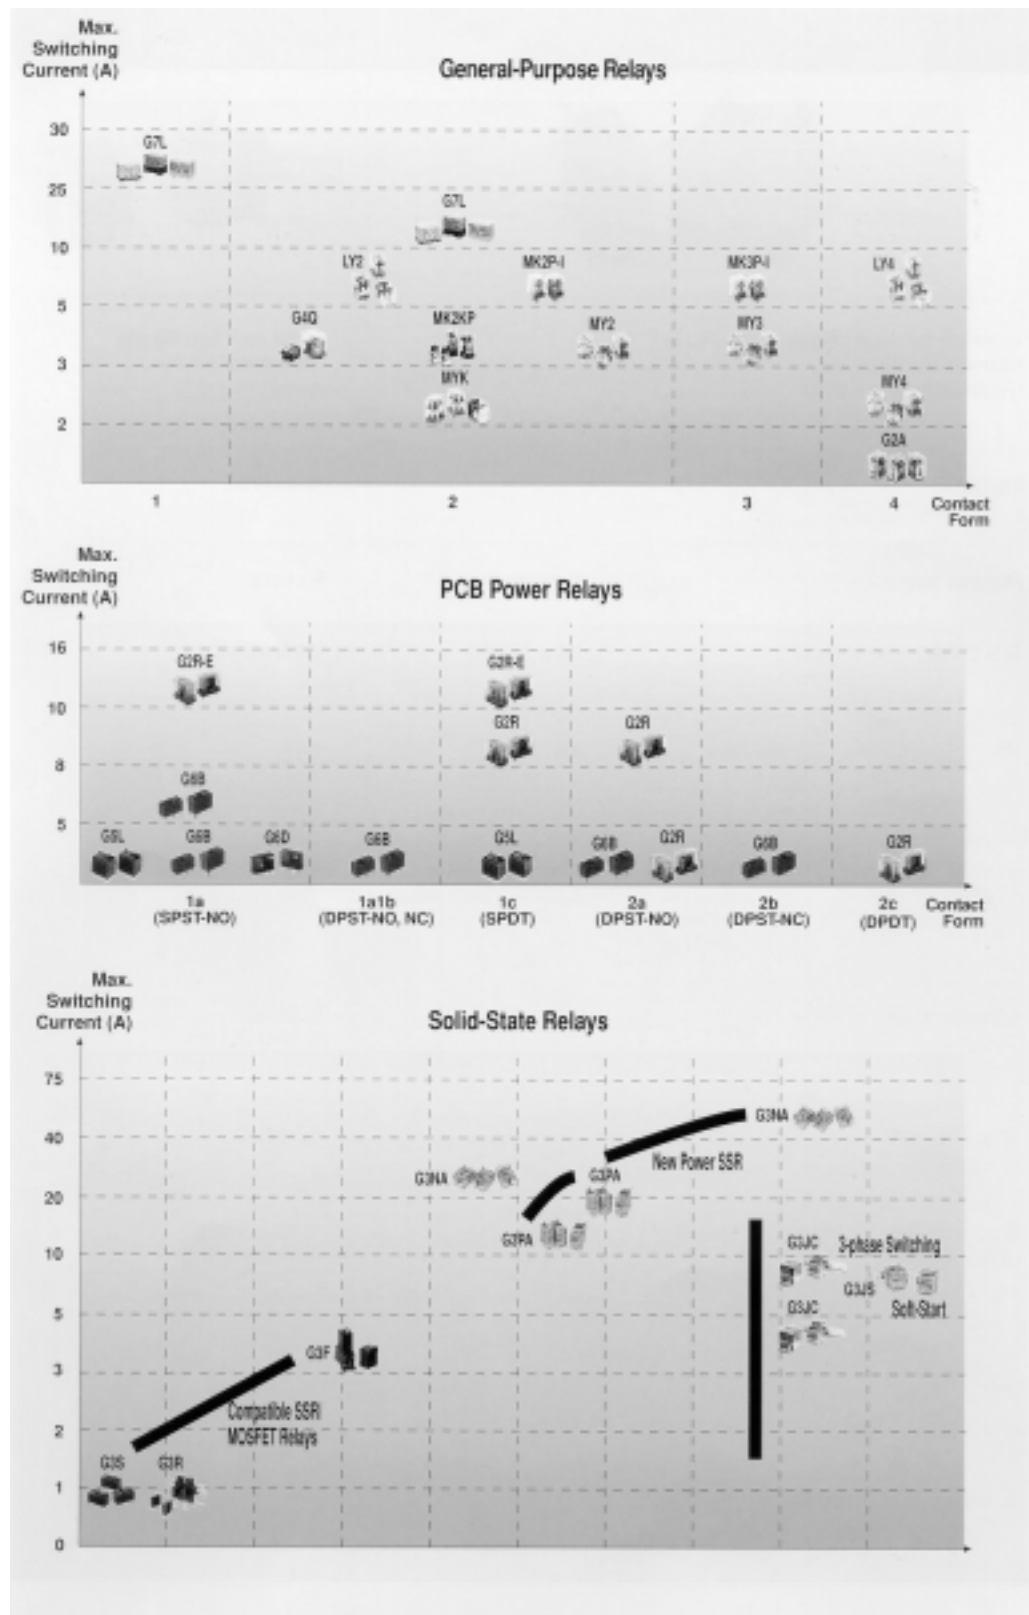 Max.
Switching
Current (A)
General-Purpose Relays
30
G7L
25
G7L
10
LY2 MK2P-I MK3P-I LY4
5
G4Q MK2KP MY2 MY3
3
MYK MY4
2
G2A
1 2 3 4 Contact
Form
Max.
Switching
Current (A)
PCB Power Relays
16
G2R-E G2R-E
10
G2R G2R
8
G6B
5
G5L G6B G6D G6B G5L G6B G2R G6B G2R
1a 1a1b 1c 2a 2b 2c Contact
(SPST-NO) (DPST-NO, NC) (SPDT) (DPST-NO) (DPST-NC) (DPDT) Form
Max.
Switching
Current (A)
Solid-State Relays
75
G3NA
40
New Power SSR
G3NA G3PA
20
G3PA
10
G3JC 3-phase Switching
G3JS
Soft-Start
5
G3JC
G3F
3
Compatible SSR/
MOSFET Relays
2
G3S G3R
1
0